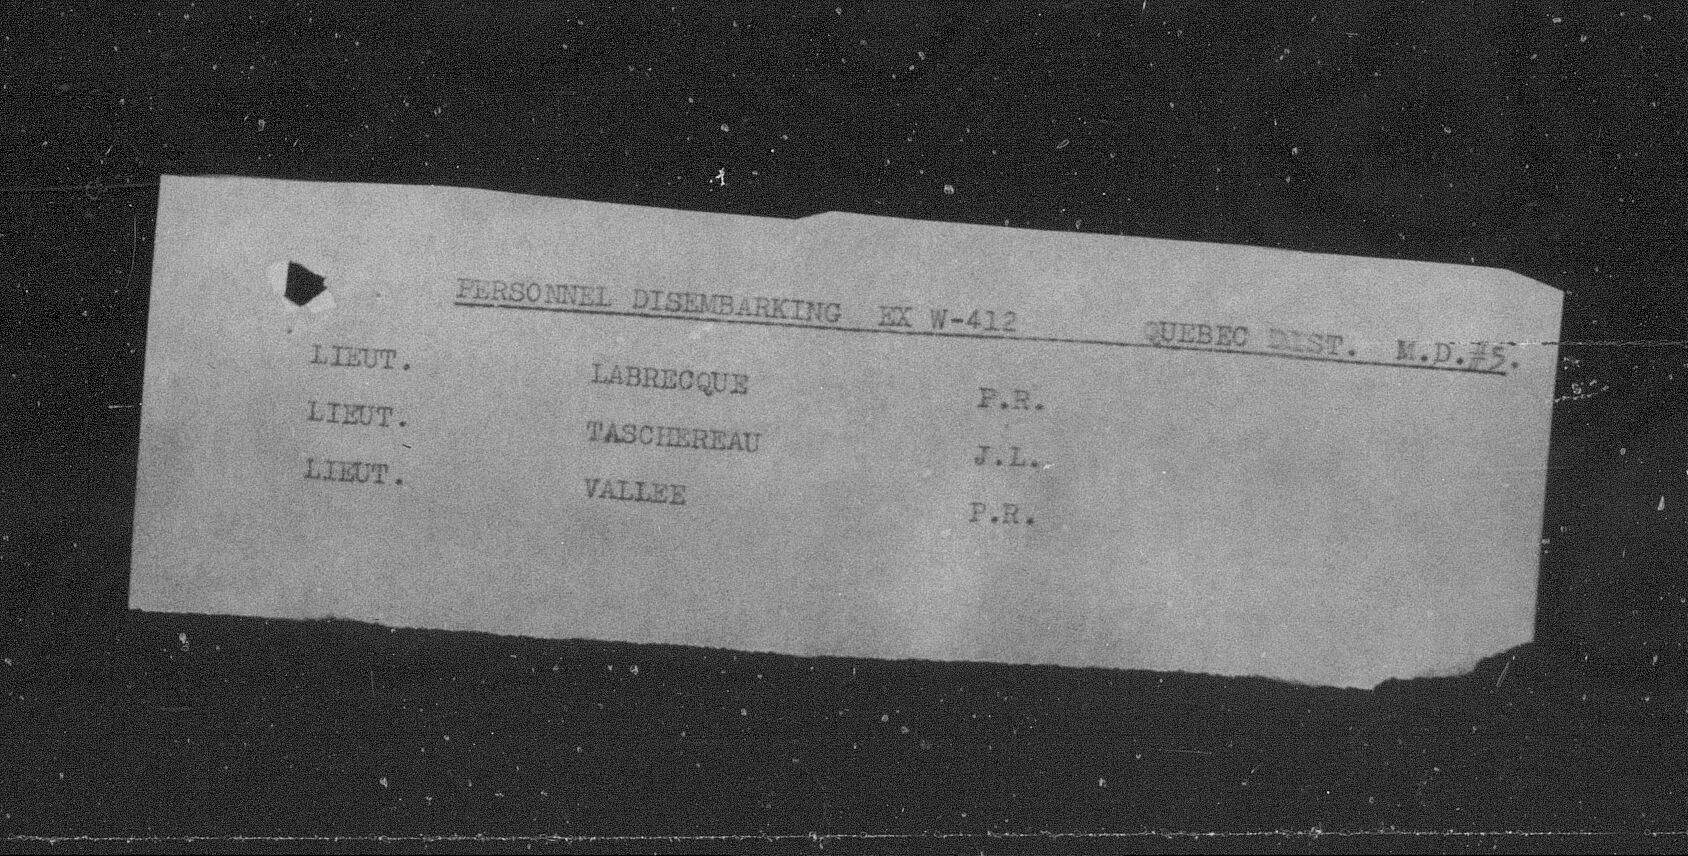 PERSONNEL DISEMBARKING EX W-412 QUEBEC DIST. M.D.#5.
LIEUT. LABRECQUE P.R.
LIEUT. TASCHEREAU J.L.
LIEUT. VALLEE P.R.